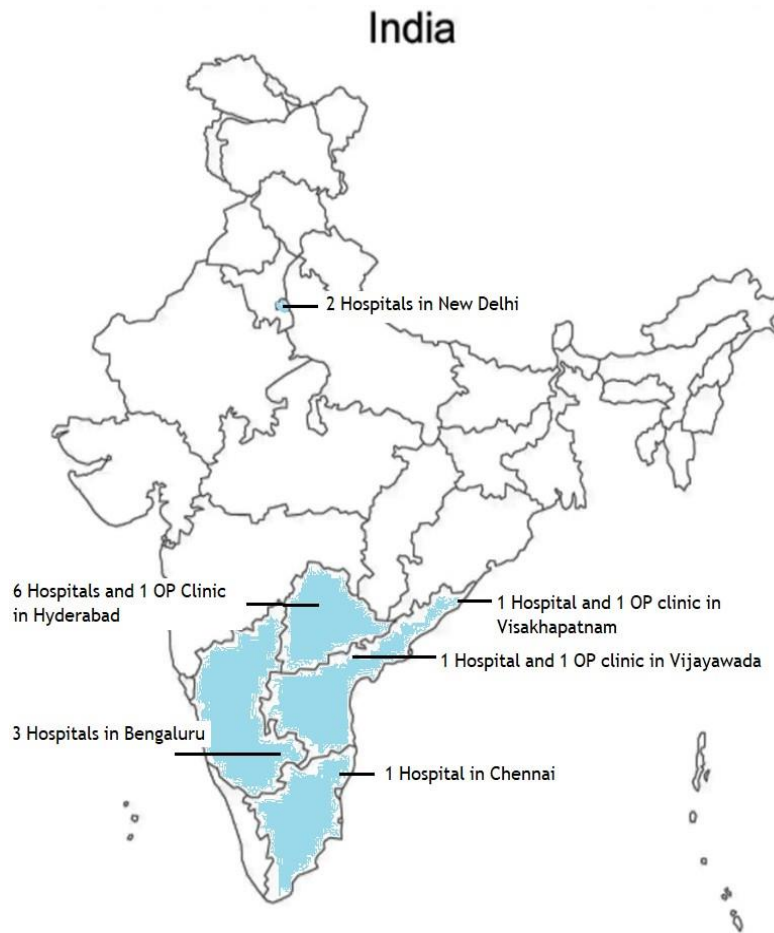 India
2 Hospitals in New Delhi
6 Hospitals and 1 OP Clinic
in Hyderabad
1 Hospital and 1 OP clinic in
Visakhapatnam
1 Hospital and 1 OP clinic in Vijayawada
3 Hospitals in Bengaluru
1 Hospital in Chennai